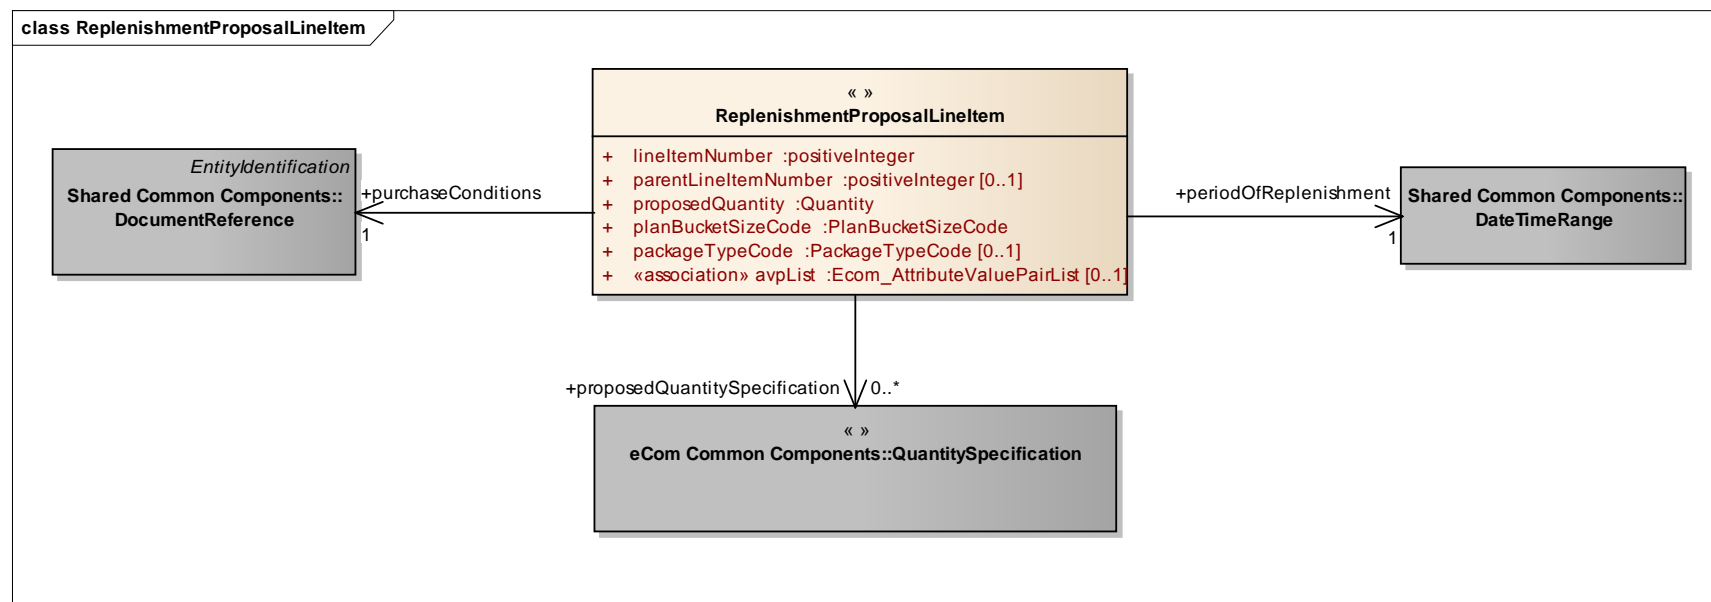 class ReplenishmentProposalLineItem
« »
ReplenishmentProposalLineItem
+ lineItemNumber :positiveInteger
+ parentLineItemNumber :positiveInteger [0..1]
+ proposedQuantity :Quantity
+ planBucketSizeCode :PlanBucketSizeCode
+ packageTypeCode :PackageTypeCode [0..1]
+ «association» avpList :Ecom_AttributeValuePairList [0..1]
EntityIdentification
Shared Common Components::
DocumentReference
+purchaseConditions
1
+periodOfReplenishment
1
Shared Common Components::
DateTimeRange
+proposedQuantitySpecification
0..*
« »
eCom Common Components::QuantitySpecification